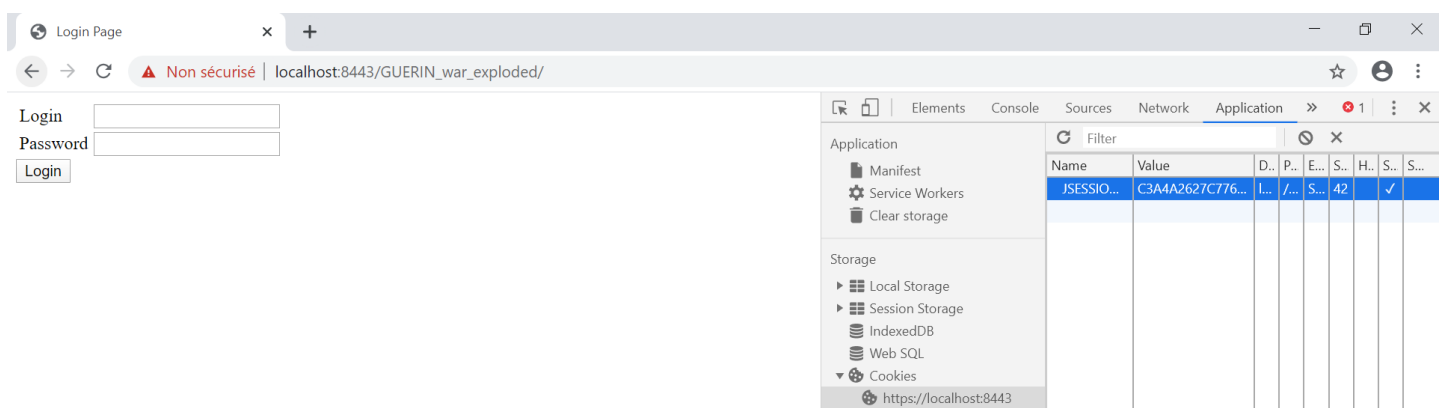 Login Page
Non sécurisé | localhost:8443/GUERIN_war_exploded/
Login
Password
Login
Elements Console Sources Network Application » 1
Application
Manifest
Service Workers
Clear storage
Storage
Local Storage
Session Storage
IndexedDB
Web SQL
Cookies
https://localhost:8443
Filter
Name Value D... P... E... S... H... S... S...
JSESSIO... C3A4A2627C776... l... /... S... 42 ✓